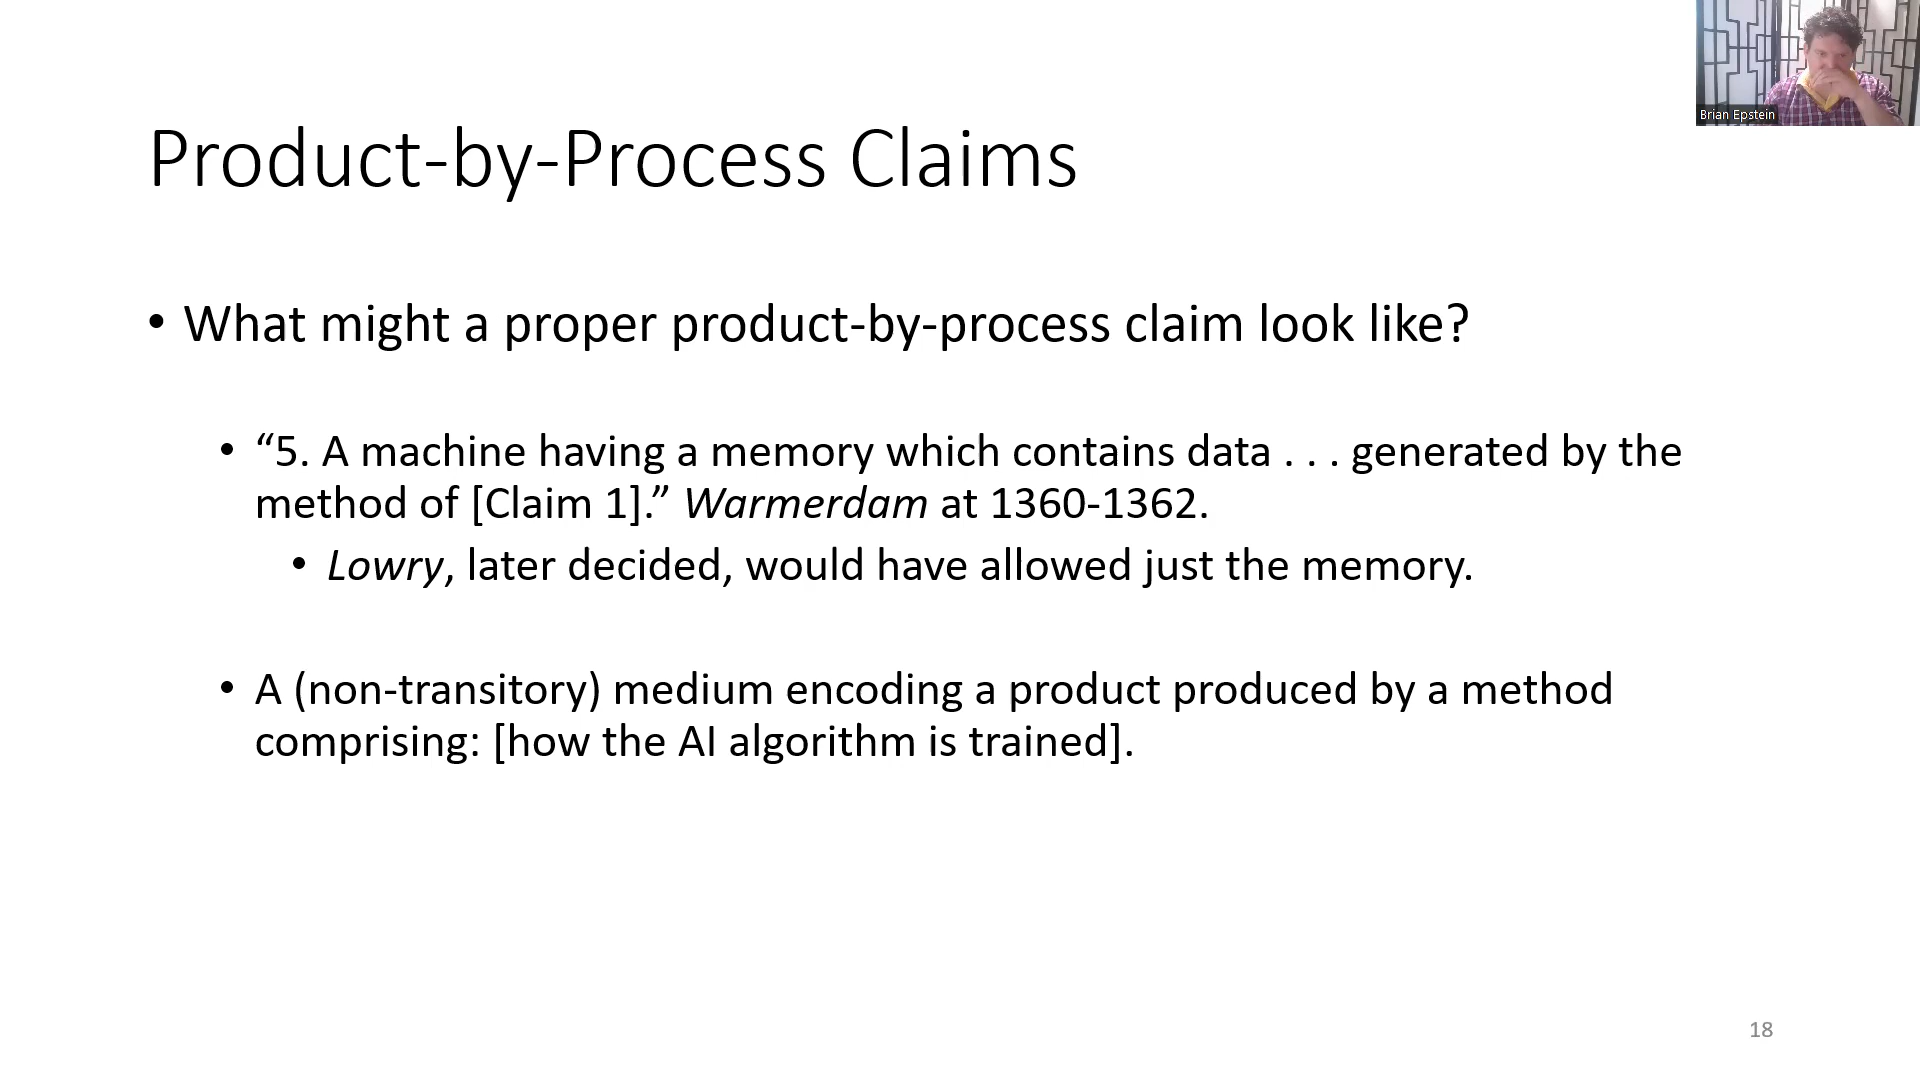 Brian Epstein
Product-by-Process Claims
• What might a proper product-by-process claim look like?
• “5. A machine having a memory which contains data . . . generated by the
method of [Claim 1].” Warmerdam at 1360-1362.
• Lowry, later decided, would have allowed just the memory.
• A (non-transitory) medium encoding a product produced by a method
comprising: [how the AI algorithm is trained].
18